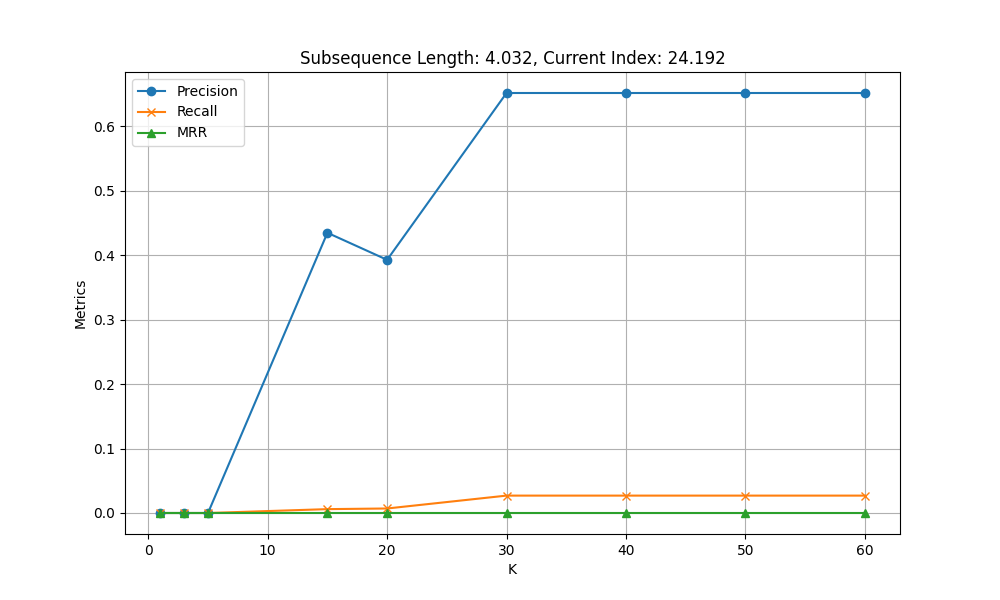 Subsequence Length: 4.032, Current Index: 24.192
Precision
Recall
MRR
Metrics
0.6
0.5
0.4
0.3
0.2
0.1
0.0
0 10 20 30 40 50 60
K